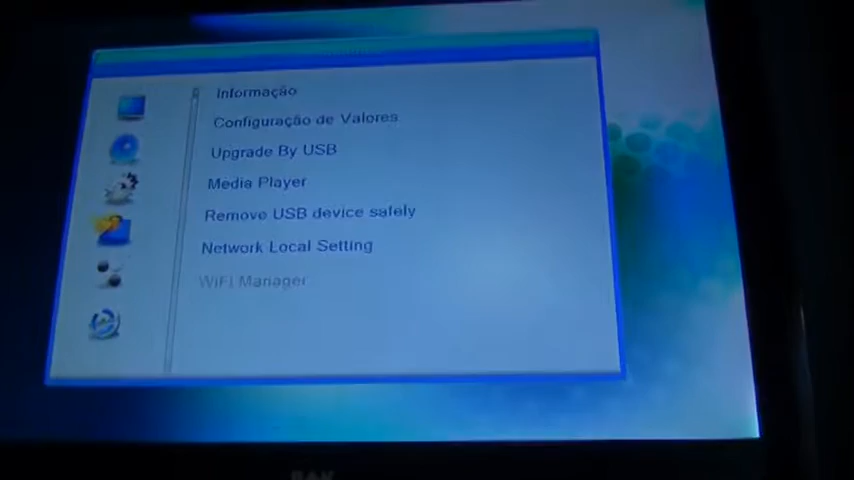 Informação
Configuração de Valores
Upgrade By USB
Media Player
Remove USB device safely
Network Local Setting
WiFi Manager